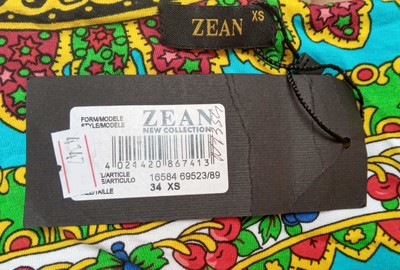 ZEAN XS
FORM/MODELE
STYLE/MODELE
ZEAN
NEW COLLECTION
4 024420 867413
/ARTICLE
/ARTICULO
16584 69523/89
/TAILLE
34 XS